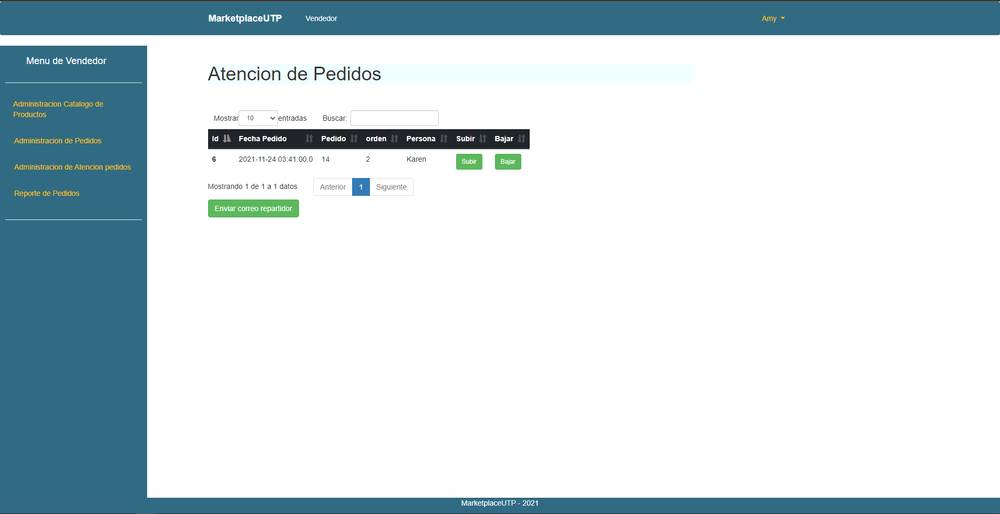 MarketplaceUTP Vendedor Amy
Menu de Vendedor
Administracion Catalogo de
Productos
Administracion de Pedidos
Administracion de Atencion pedidos
Reporte de Pedidos
Atencion de Pedidos
Mostrar 10 entradas Buscar:
Id Fecha Pedido Pedido orden Persona Subir Bajar
6 2021-11-24 03:41:00.0 14 2 Karen Subir Bajar
Mostrando 1 de 1 a 1 datos Anterior 1 Siguiente
Enviar correo repartidor
MarketplaceUTP - 2021